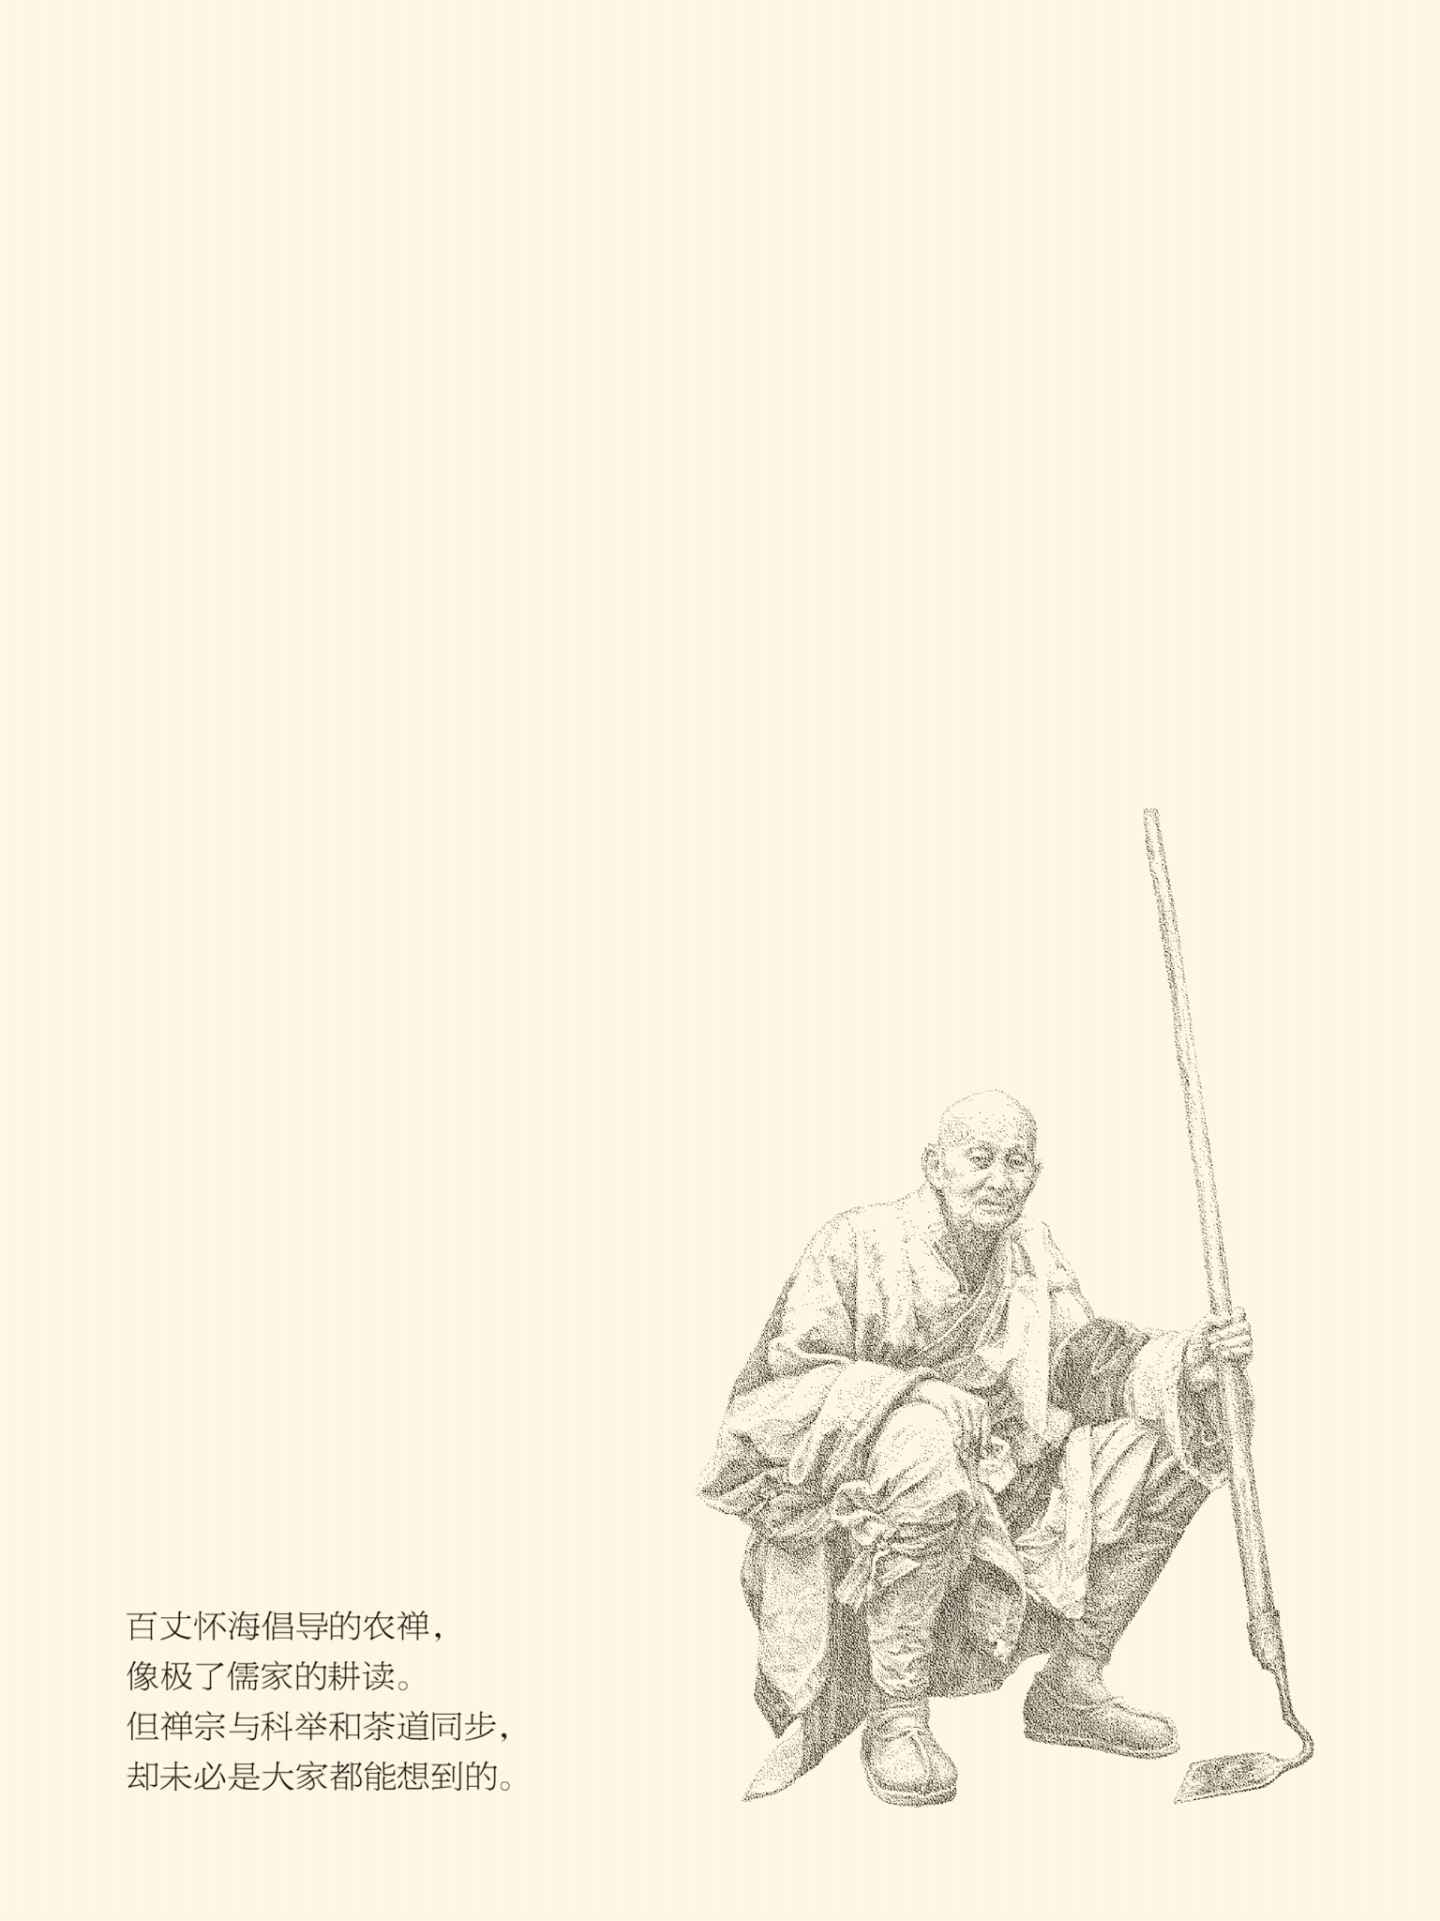 百丈怀海倡导的农禅，
像极了儒家的耕读。
但禅宗与科举和茶道同步，
却未必是大家都能想到的。